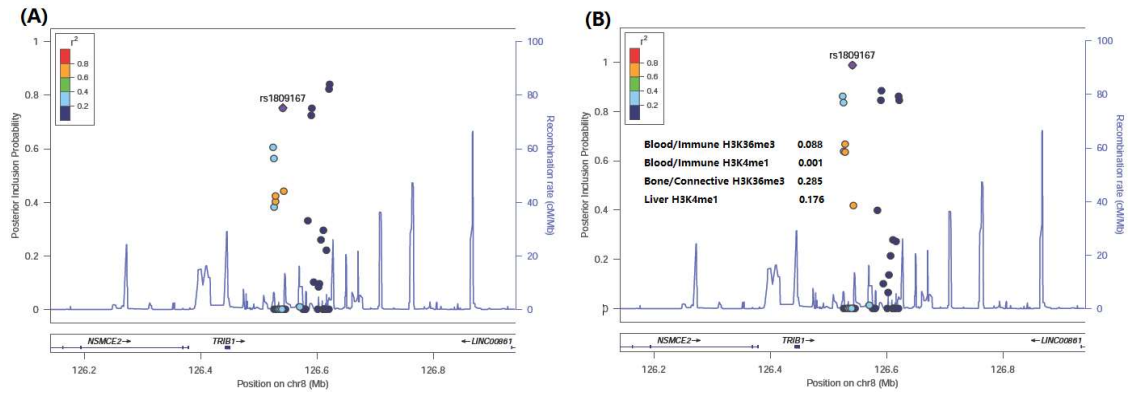 (A)
r²
0.8
0.6
0.4
0.2
1
0.8
0.6
0.4
0.2
0
Posterior Inclusion Probability
rs1809167
100
80
60
40
20
0
Recombination rate (cM/Mb)
NSMCE2→
TRIB1→
←LINC00861
126.2
126.4
126.6
126.8
Position on chr8 (Mb)
(B)
r²
0.8
0.6
0.4
0.2
1
0.8
0.6
0.4
0.2
Posterior Inclusion Probability
rs1809167
Blood/Immune H3K36me3 0.088
Blood/Immune H3K4me1 0.001
Bone/Connective H3K36me3 0.285
Liver H3K4me1 0.176
100
80
60
40
20
0
Recombination rate (cM/Mb)
NSMCE2→
TRIB1→
←LINC00861
126.2
126.4
126.6
126.8
Position on chr8 (Mb)